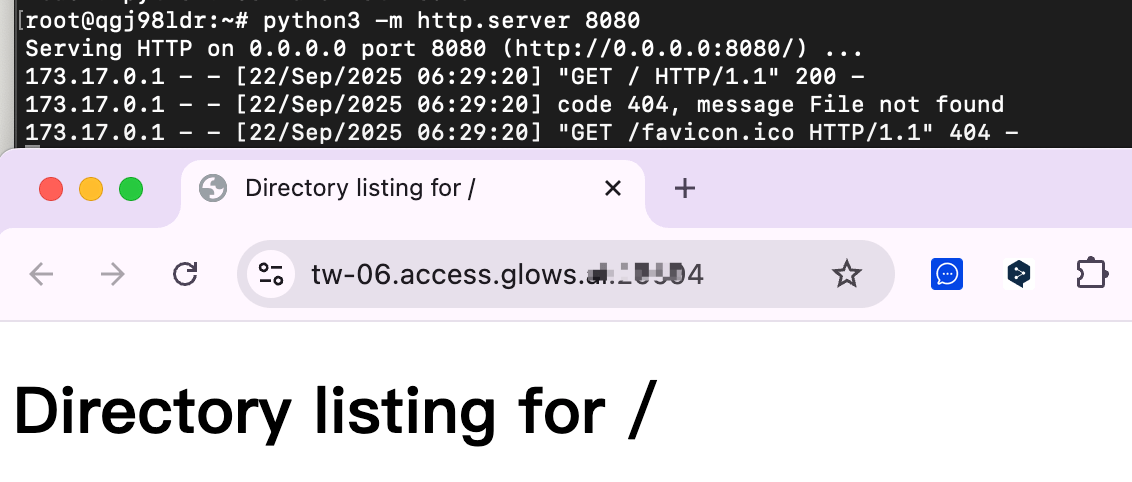 [root@qgj98ldr:~# python3 -m http.server 8080
Serving HTTP on 0.0.0.0 port 8080 (http://0.0.0.0:8080/) ...
173.17.0.1 - - [22/Sep/2025 06:29:20] "GET / HTTP/1.1" 200 -
173.17.0.1 - - [22/Sep/2025 06:29:20] code 404, message File not found
173.17.0.1 - - [22/Sep/2025 06:29:20] "GET /favicon.ico HTTP/1.1" 404 -
Directory listing for /
tw-06.access.glows.
Directory listing for /